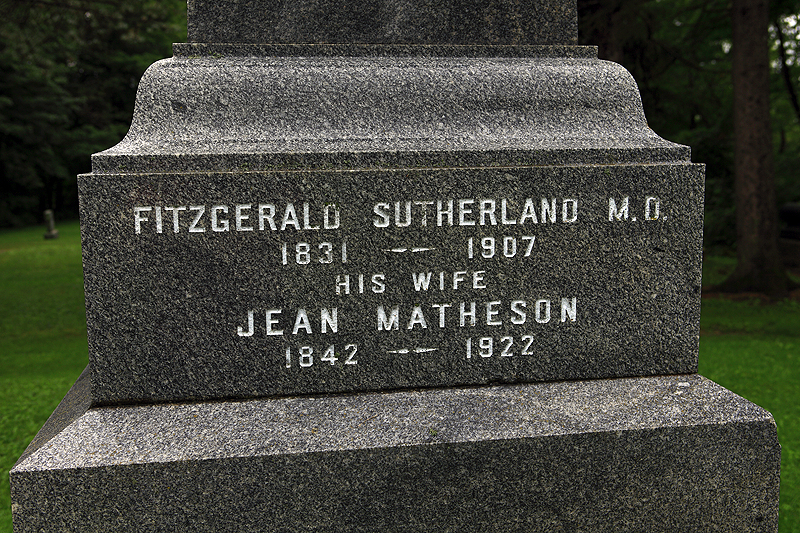 FITZGERALD SUTHERLAND M.D.
1831 — 1907
HIS WIFE
JEAN MATHESON
1842 — 1922